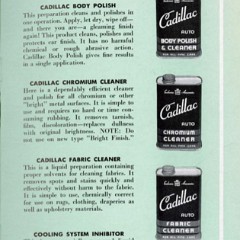 CADILLAC BODY POLISH
This preparation cleans and polishes
in one operation. Apply, let dry, wipe off—
and there you are—a gleaming finish
again! This product cleans, polishes and
protects car finish. It has no harmful
chemical or rough abrasive action.
Cadillac Body Polish gives fine results
in a single application.
Cadillac
AUTO
BODY POLISH
& CLEANER
CADILLAC CHROMIUM CLEANER
Here is a dependably efficient cleaner
and polish for all chromium or other
"bright" metal surfaces. It is simple to
use and requires no hard or time con-
suming rubbing. It removes tarnish,
film, discoloration—replaces dullness
with original brightness. NOTE: Do
not use on new type "Bright Finish."
Cadillac
AUTO
CHROMIUM
CLEANER
CADILLAC FABRIC CLEANER
This is a liquid preparation containing
proper solvents for cleaning fabrics. It
removes spots and stains quickly and
effectively without harm to the fabric.
It is simple to use, chemically correct
for use on rugs, clothing, draperies as
well as upholstery materials.
Cadillac
AUTO
FABRIC
CLEANER
COOLING SYSTEM INHIBITOR